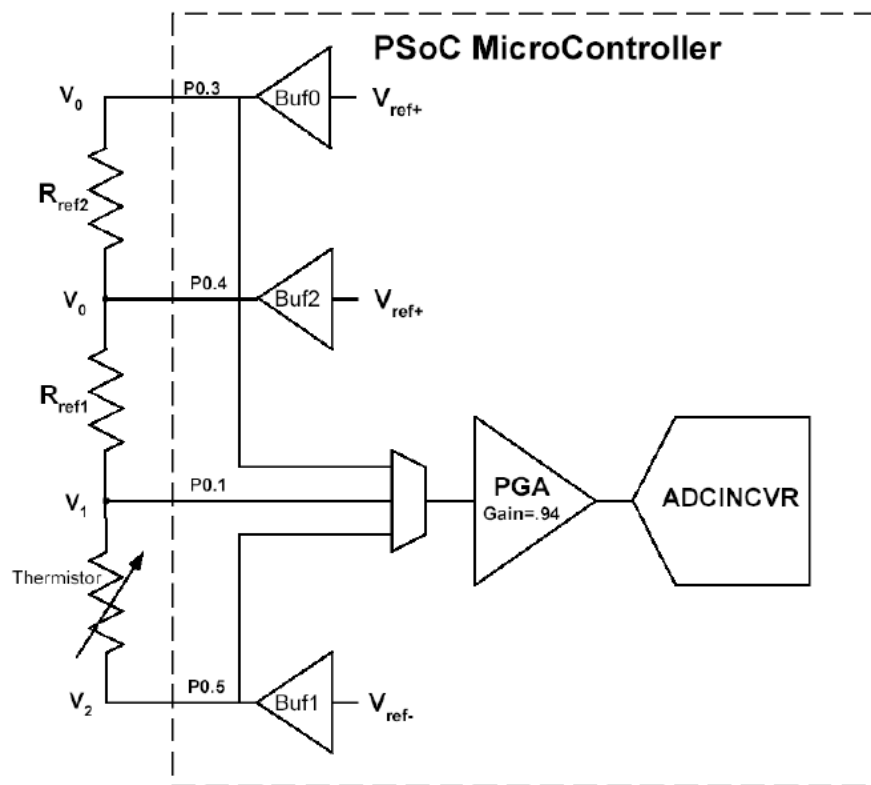 PSoC MicroController
V0 P0.3 Buf0 Vref+
Rref2
V0 P0.4 Buf2 Vref+
Rref1
V1 P0.1 PGA ADCINCVR
Gain=.94
Thermistor
V2 P0.5 Buf1 Vref-